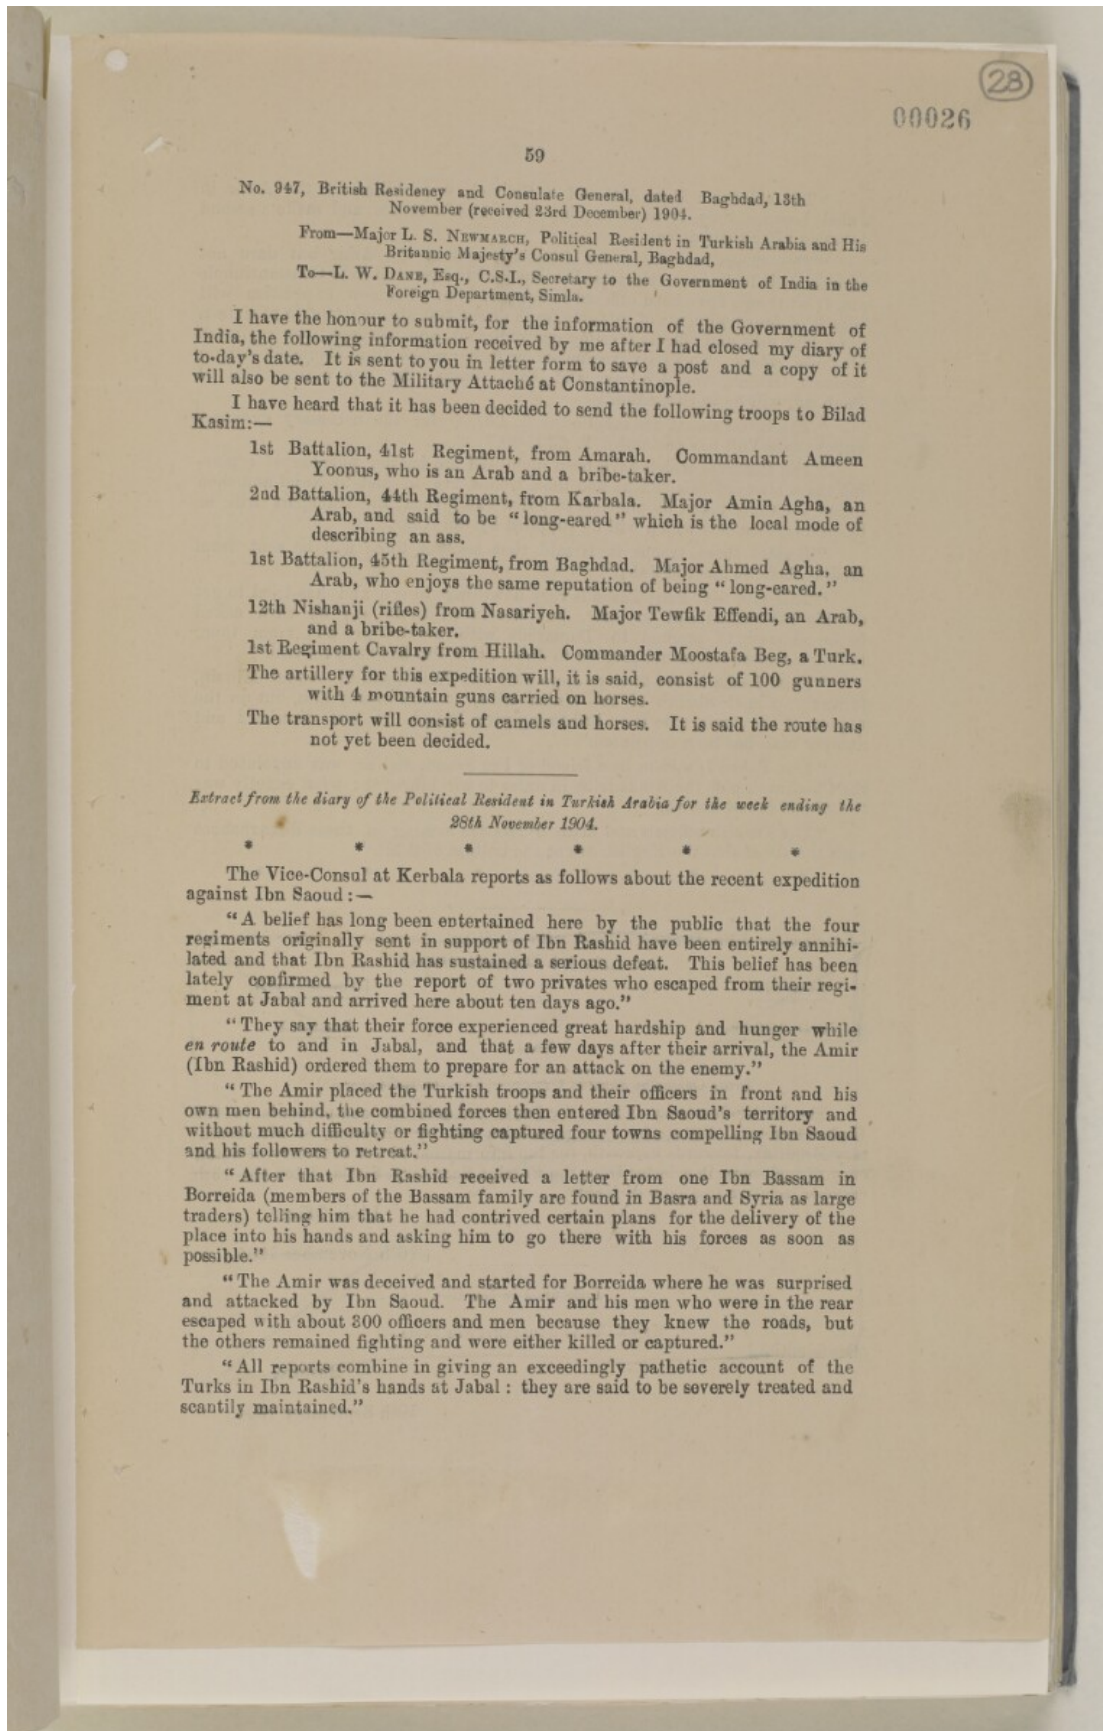 28
00026
59
No. 947, British Residency and Consulate General, dated Baghdad, 13th
November (received 23rd December) 1904.
From—Major L. S. NEWMARCH, Political Resident in Turkish Arabia and His
Britannic Majesty's Consul General, Baghdad,
To—L. W. DANE, Esq., C.S.I., Secretary to the Government of India in the
Foreign Department, Simla.
I have the honour to submit, for the information of the Government of
India, the following information received by me after I had closed my diary of
to-day's date. It is sent to you in letter form to save a post and a copy of it
will also be sent to the Military Attaché at Constantinople.
I have heard that it has been decided to send the following troops to Bilad
Kasim:—
1st Battalion, 41st Regiment, from Amarah. Commandant Ameen
Yoonus, who is an Arab and a bribe-taker.
2nd Battalion, 44th Regiment, from Karbala. Major Amin Agha, an
Arab, and said to be "long-eared" which is the local mode of
describing an ass.
1st Battalion, 45th Regiment, from Baghdad. Major Ahmed Agha, an
Arab, who enjoys the same reputation of being "long-eared."
12th Nishanji (rifles) from Nasariyeh. Major Tewfik Effendi, an Arab,
and a bribe-taker.
1st Regiment Cavalry from Hillah. Commander Moostafa Beg, a Turk.
The artillery for this expedition will, it is said, consist of 100 gunners
with 4 mountain guns carried on horses.
The transport will consist of camels and horses. It is said the route has
not yet been decided.
Extract from the diary of the Political Resident in Turkish Arabia for the week ending the
28th November 1904.
* * * * * *
The Vice-Consul at Kerbala reports as follows about the recent expedition
against Ibn Saoud:—
"A belief has long been entertained here by the public that the four
regiments originally sent in support of Ibn Rashid have been entirely annihi-
lated and that Ibn Rashid has sustained a serious defeat. This belief has been
lately confirmed by the report of two privates who escaped from their regi-
ment at Jabal and arrived here about ten days ago."
"They say that their force experienced great hardship and hunger while
en route to and in Jabal, and that a few days after their arrival, the Amir
(Ibn Rashid) ordered them to prepare for an attack on the enemy."
"The Amir placed the Turkish troops and their officers in front and his
own men behind, the combined forces then entered Ibn Saoud's territory and
without much difficulty or fighting captured four towns compelling Ibn Saoud
and his followers to retreat."
"After that Ibn Rashid received a letter from one Ibn Bassam in
Borreida (members of the Bassam family are found in Basra and Syria as large
traders) telling him that he had contrived certain plans for the delivery of the
place into his hands and asking him to go there with his forces as soon as
possible."
"The Amir was deceived and started for Borreida where he was surprised
and attacked by Ibn Saoud. The Amir and his men who were in the rear
escaped with about 300 officers and men because they knew the roads, but
the others remained fighting and were either killed or captured."
"All reports combine in giving an exceedingly pathetic account of the
Turks in Ibn Rashid's hands at Jabal: they are said to be severely treated and
scantily maintained."